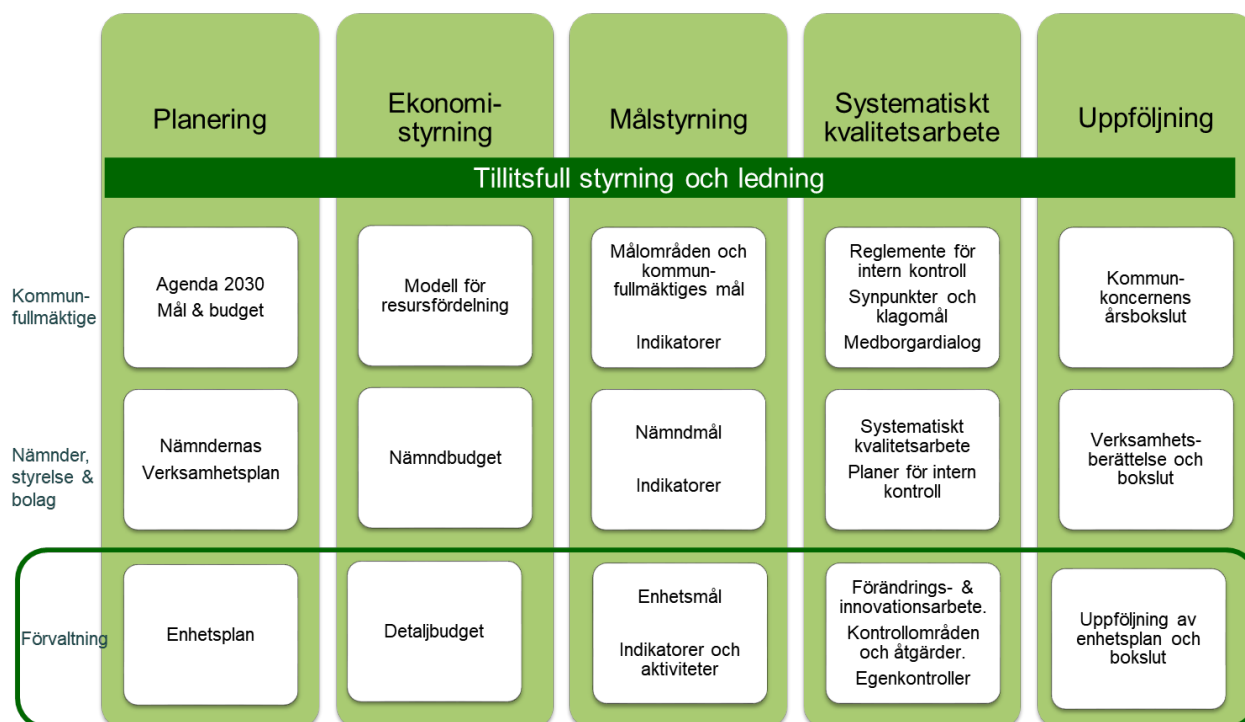 Planering
Ekonomi-
styrning
Målstyrning
Systematiskt
kvalitetsarbete
Uppföljning
Tillitsfull styrning och ledning
Kommun-
fullmäktige
Agenda 2030
Mål & budget
Modell för
resursfördelning
Målområden och
kommun-
fullmäktiges mål
Indikatorer
Reglemente för
intern kontroll
Synpunkter och
klagomål
Medborgardialog
Kommun-
koncernens
årsbokslut
Nämnder,
styrelse &
bolag
Nämndernas
Verksamhetsplan
Nämndbudget
Nämndmål
Indikatorer
Systematiskt
kvalitetsarbete
Planer för intern
kontroll
Verksamhets-
berättelse och
bokslut
Förvaltning
Enhetsplan
Detaljbudget
Enhetsmål
Indikatorer och
aktiviteter
Förändrings- &
innovationsarbete.
Kontrollområden
och åtgärder.
Egenkontroller
Uppföljning av
enhetsplan och
bokslut